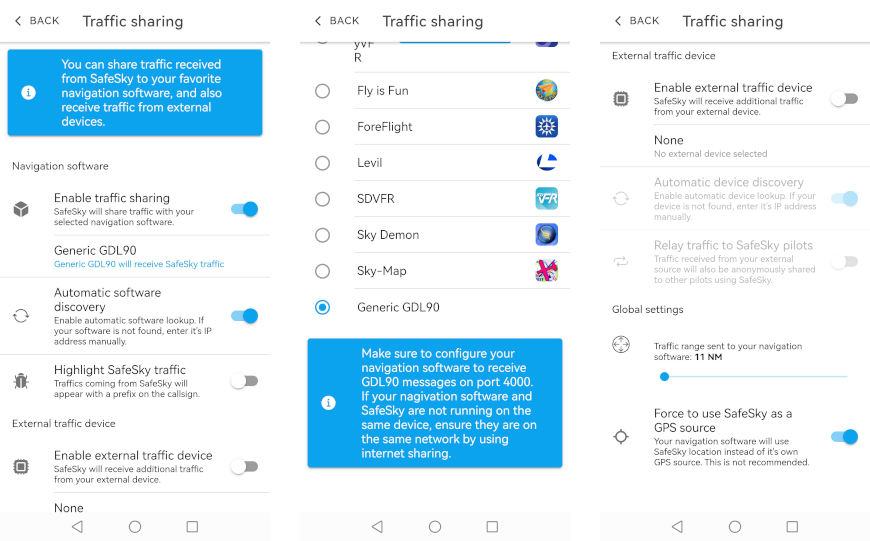 BACK Traffic sharing
You can share traffic received
from SafeSky to your favorite
navigation software, and also
receive traffic from external
devices.
Navigation software
Enable traffic sharing
SafeSky will share traffic with your
selected navigation software.
Generic GDL90
Generic GDL90 will receive SafeSky traffic
Automatic software
discovery
Enable automatic software lookup. If
your software is not found, enter it's IP
address manually.
Highlight SafeSky traffic
Traffics coming from SafeSky will
appear with a prefix on the callsign.
External traffic device
Enable external traffic device
SafeSky will receive additional traffic
from your external device.
None
BACK Traffic sharing
yVF
R
Fly is Fun
ForeFlight
Levil
SDVFR
VFR
Sky Demon
Sky-Map
Generic GDL90
Make sure to configure your
navigation software to receive
GDL90 messages on port 4000.
If your nagivation software and
SafeSky are not running on the
same device, ensure they are on
the same network by using
internet sharing.
BACK Traffic sharing
External traffic device
Enable external traffic device
SafeSky will receive additional traffic
from your external device.
None
No external device selected
Automatic device discovery
Enable automatic device lookup. If your
device is not found, enter it's IP address
manually.
Relay traffic to SafeSky pilots
Traffic received from your external
source will also be anonymously shared
to other pilots using SafeSky.
Global settings
Traffic range sent to your navigation
software: 11 NM
Force to use SafeSky as a
GPS source
Your navigation software will use
SafeSky location instead of it's own
GPS source. This is not recommended.